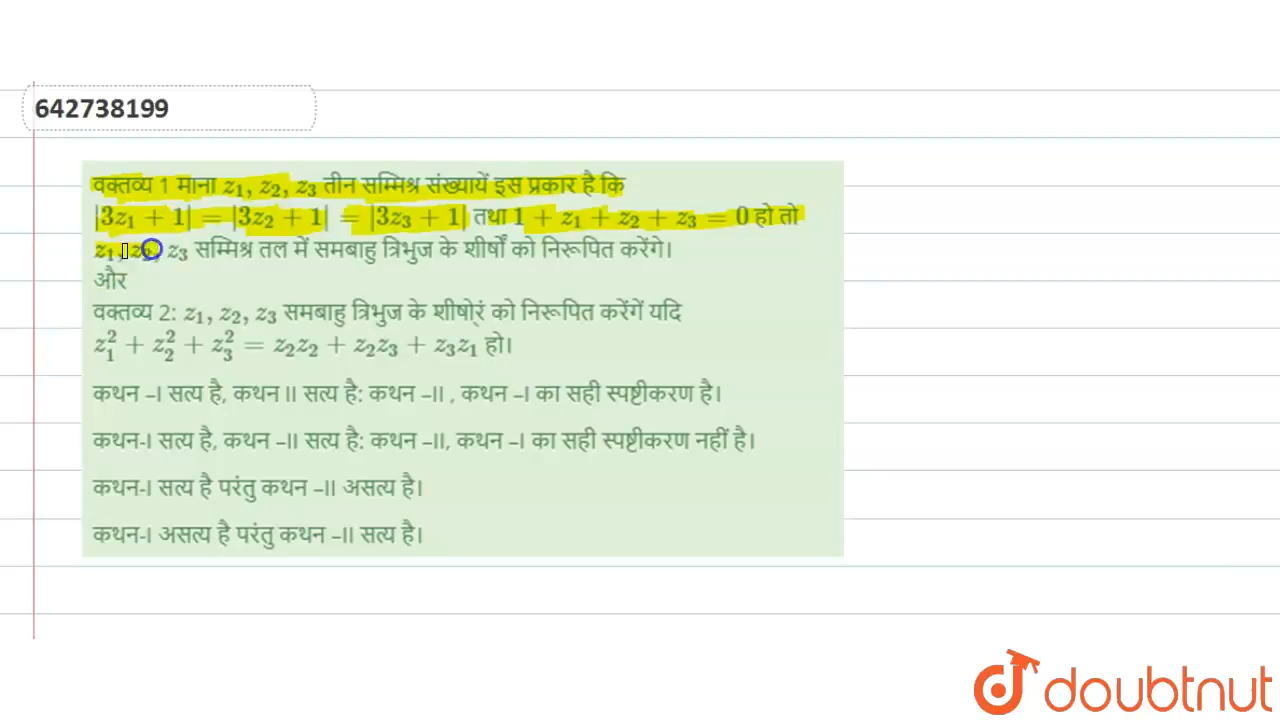 642738199
वक्तव्य 1 माना z₁, z₂, z₃ तीन सम्मिश्र संख्यायें इस प्रकार है कि
|3z₁ + 1| = |3z₂ + 1| = |3z₃ + 1| तथा 1 + z₁ + z₂ + z₃ = 0 हो तो
z₁, z₂, z₃ सम्मिश्र तल में समबाहु त्रिभुज के शीर्षों को निरूपित करेंगे।
और
वक्तव्य 2: z₁, z₂, z₃ समबाहु त्रिभुज के शीषोर्ं को निरूपित करेंगें यदि
z₁² + z₂² + z₃² = z₂z₂ + z₂z₃ + z₃z₁ हो।
कथन –I सत्य है, कथन II सत्य है: कथन –II , कथन –I का सही स्पष्टीकरण है।
कथन-I सत्य है, कथन –II सत्य है: कथन –II, कथन –I का सही स्पष्टीकरण नहीं है।
कथन-I सत्य है परंतु कथन –II असत्य है।
कथन-I असत्य है परंतु कथन –II सत्य है।
doubtnut